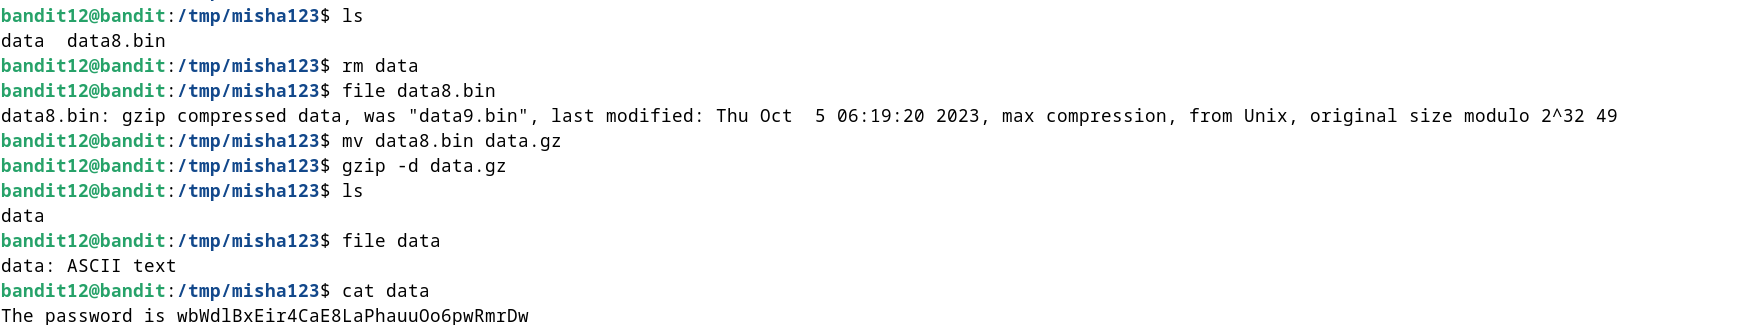 bandit12@bandit:/tmp/misha123$ ls
data  data8.bin
bandit12@bandit:/tmp/misha123$ rm data
bandit12@bandit:/tmp/misha123$ file data8.bin
data8.bin: gzip compressed data, was "data9.bin", last modified: Thu Oct  5 06:19:20 2023, max compression, from Unix, original size modulo 2^32 49
bandit12@bandit:/tmp/misha123$ mv data8.bin data.gz
bandit12@bandit:/tmp/misha123$ gzip -d data.gz
bandit12@bandit:/tmp/misha123$ ls
data
bandit12@bandit:/tmp/misha123$ file data
data: ASCII text
bandit12@bandit:/tmp/misha123$ cat data
The password is wbWdlBxEir4CaE8LaPhauuOo6pwRmrDw